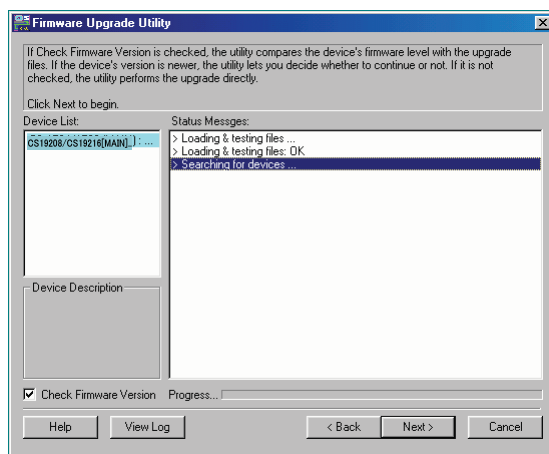 Firmware Upgrade Utility
If Check Firmware Version is checked, the utility compares the device's firmware level with the upgrade
files. If the device's version is newer, the utility lets you decide whether to continue or not. If it is not
checked, the utility performs the upgrade directly.
Click Next to begin.
Device List:
Status Messges:
CS19208/CS19216[MAIN]
> Loading & testing files ...
> Loading & testing files: OK
> Searching for devices ...
Device Description
Check Firmware Version
Progress...
Help
View Log
< Back
Next >
Cancel